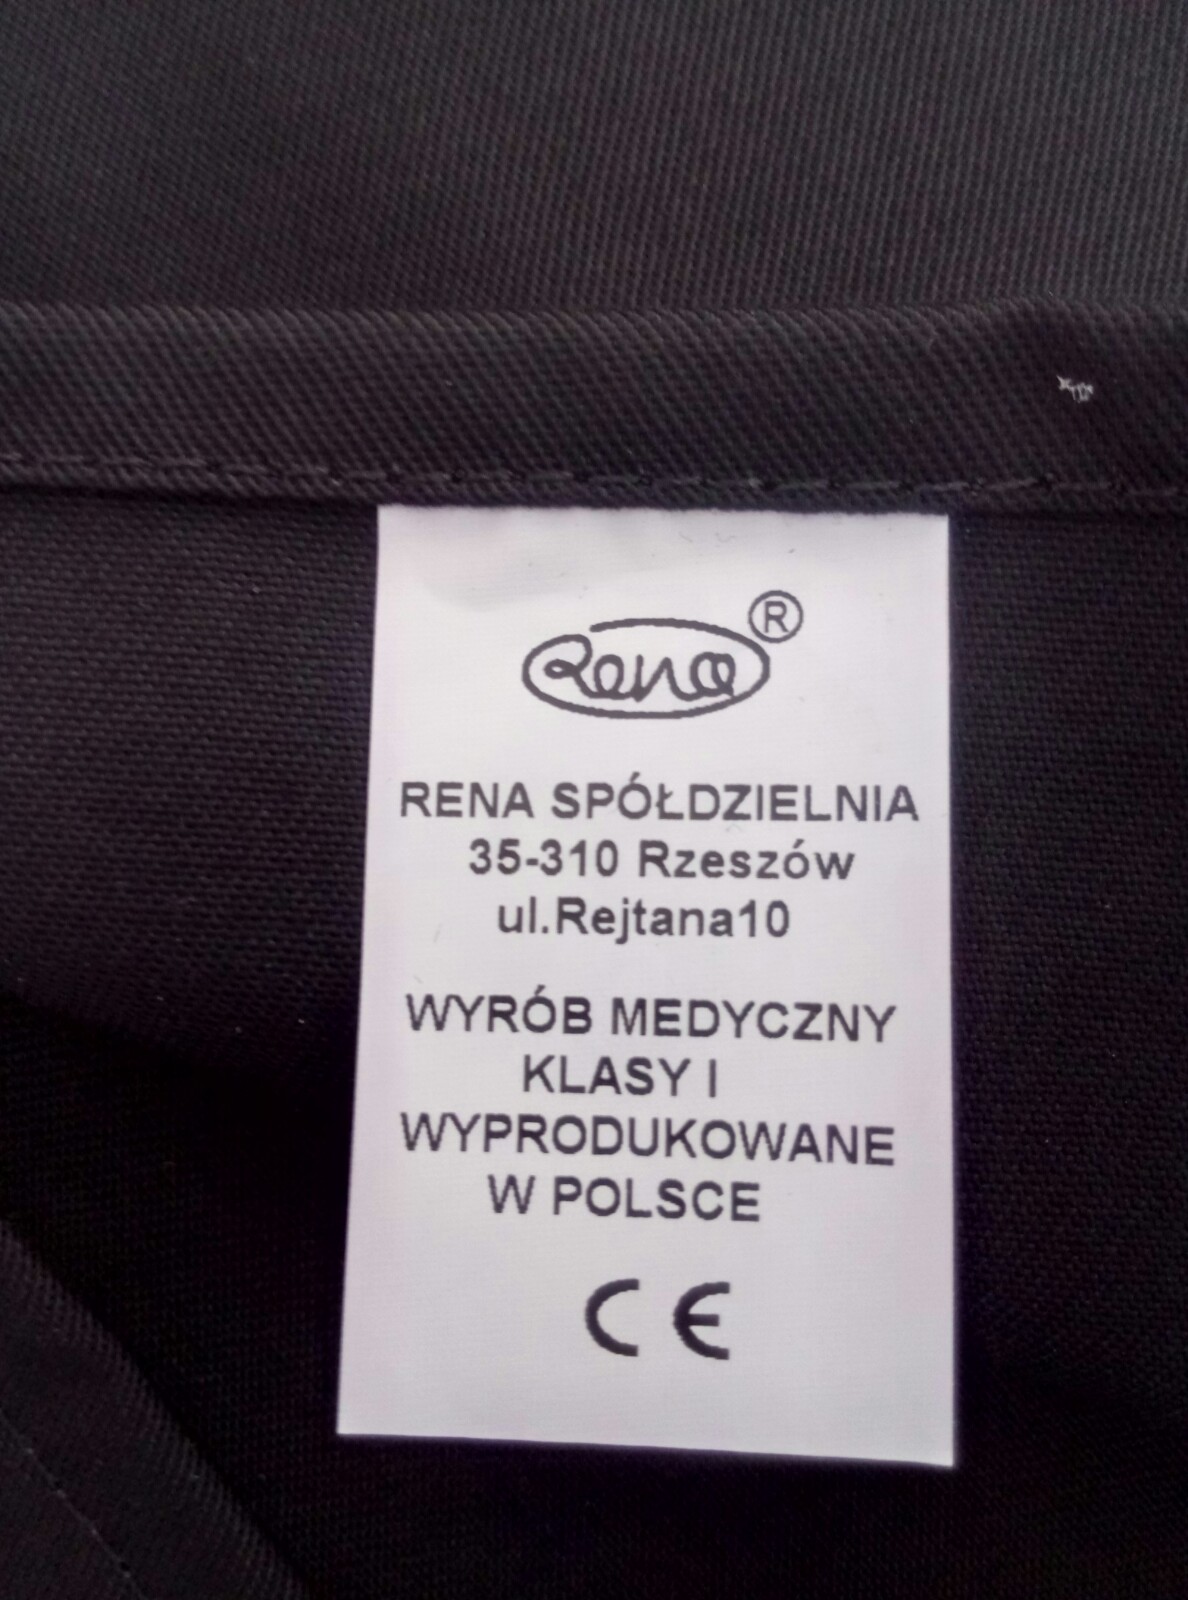 Rena ®
RENA SPÓŁDZIELNIA
35-310 Rzeszów
ul.Rejtana10
WYRÓB MEDYCZNY
KLASY I
WYPRODUKOWANE
W POLSCE
CE